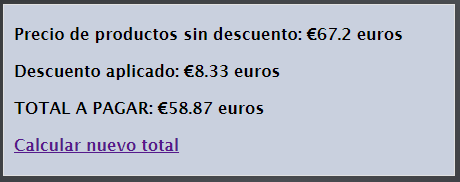 Precio de productos sin descuento: €67.2 euros
Descuento aplicado: €8.33 euros
TOTAL A PAGAR: €58.87 euros
Calcular nuevo total